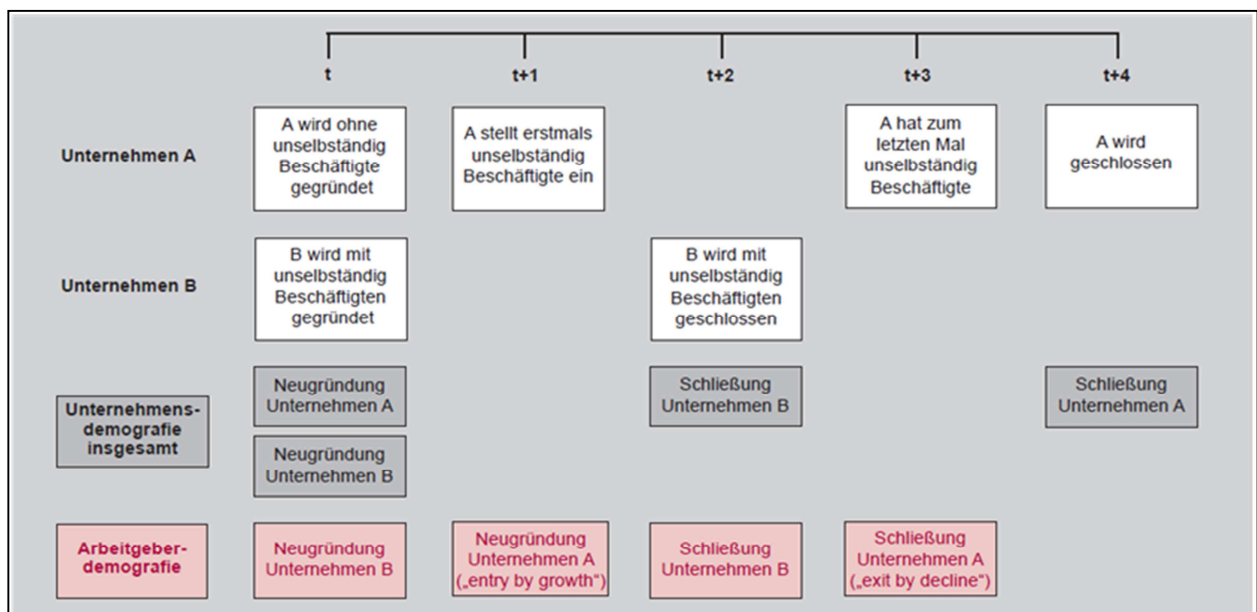 t
t+1
t+2
t+3
t+4
Unternehmen A
A wird ohne
unselbständig
Beschäftigte
gegründet
A stellt erstmals
unselbständig
Beschäftigte ein
A hat zum
letzten Mal
unselbständig
Beschäftigte
A wird
geschlossen
Unternehmen B
B wird mit
unselbständig
Beschäftigten
gegründet
B wird mit
unselbständig
Beschäftigten
geschlossen
Unternehmens-
demografie
insgesamt
Neugründung
Unternehmen A
Neugründung
Unternehmen B
Schließung
Unternehmen B
Schließung
Unternehmen A
Arbeitgeber-
demografie
Neugründung
Unternehmen B
Neugründung
Unternehmen A
(„entry by growth“)
Schließung
Unternehmen B
Schließung
Unternehmen A
(„exit by decline“)